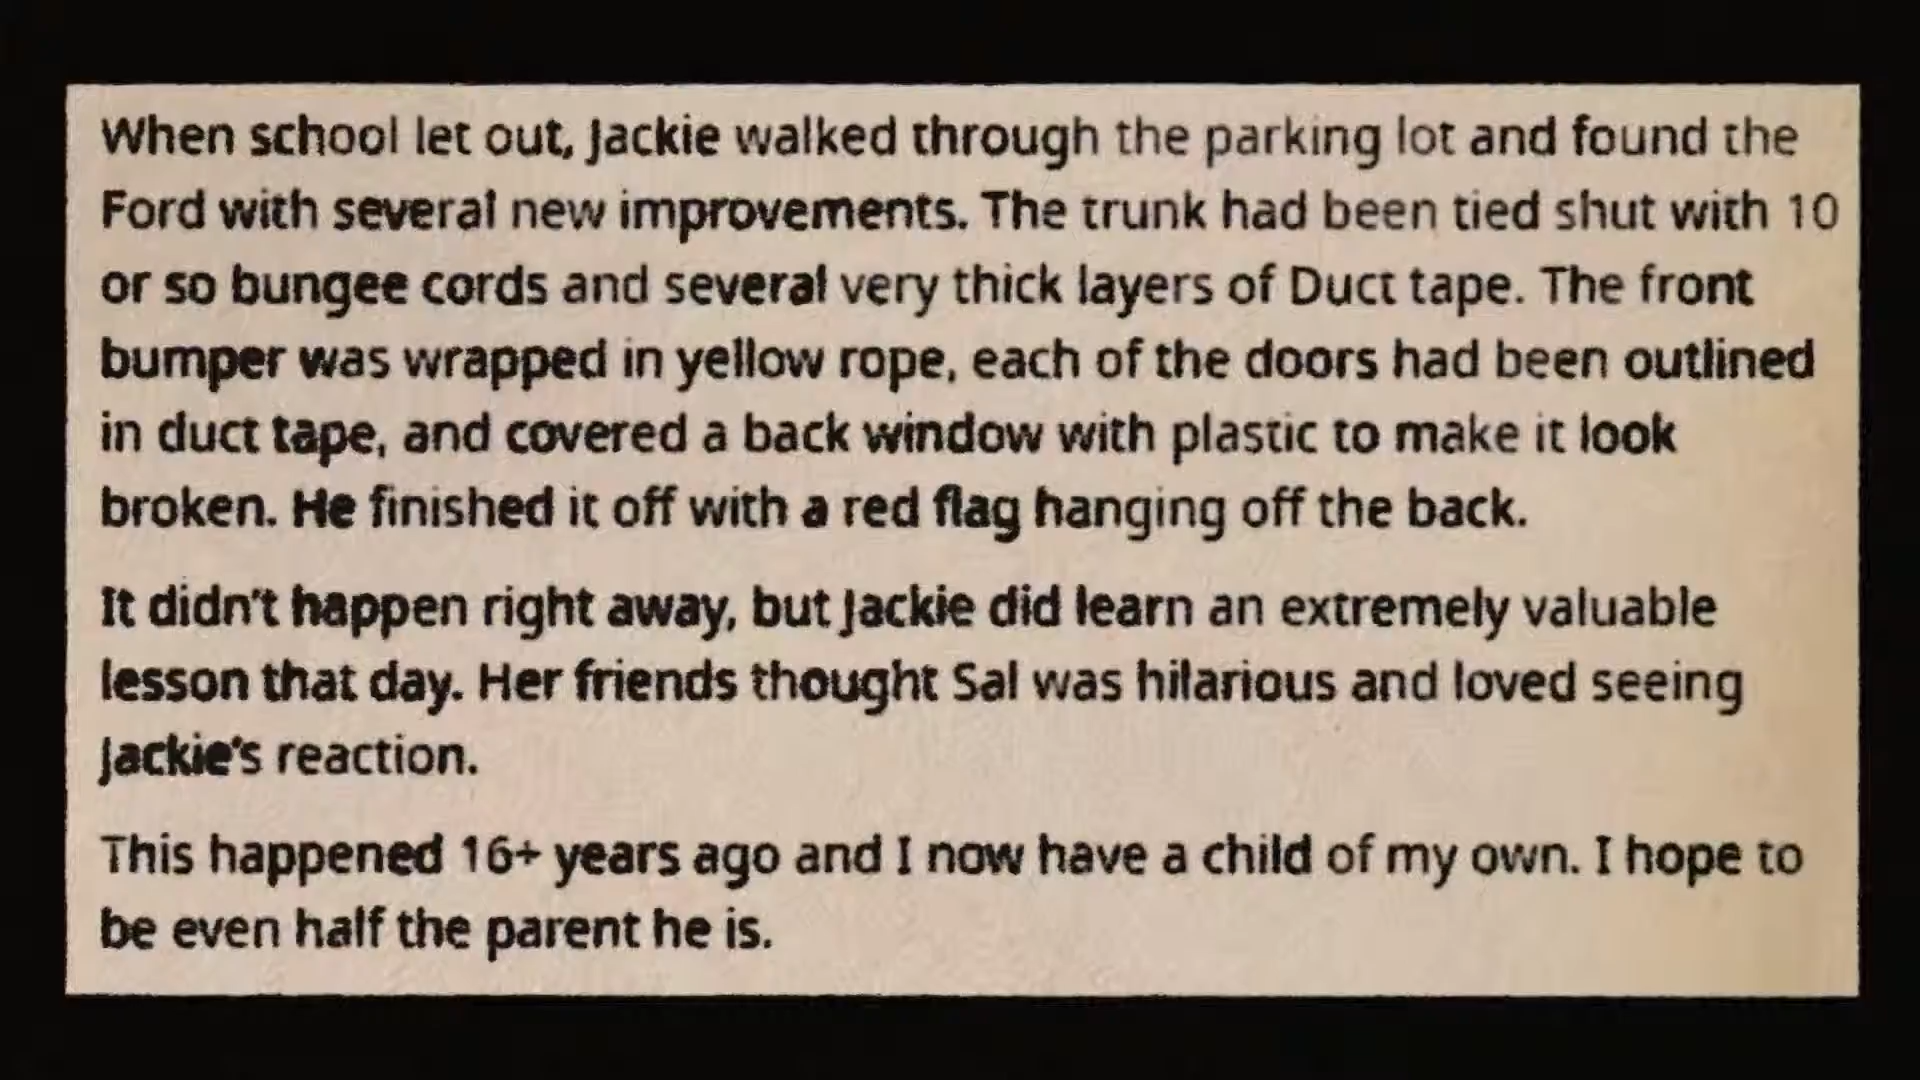 When school let out, Jackie walked through the parking lot and found the
Ford with several new improvements. The trunk had been tied shut with 10
or so bungee cords and several very thick layers of Duct tape. The front
bumper was wrapped in yellow rope, each of the doors had been outlined
in duct tape, and covered a back window with plastic to make it look
broken. He finished it off with a red flag hanging off the back.
It didn't happen right away, but Jackie did learn an extremely valuable
lesson that day. Her friends thought Sal was hilarious and loved seeing
Jackie's reaction.
This happened 16+ years ago and I now have a child of my own. I hope to
be even half the parent he is.